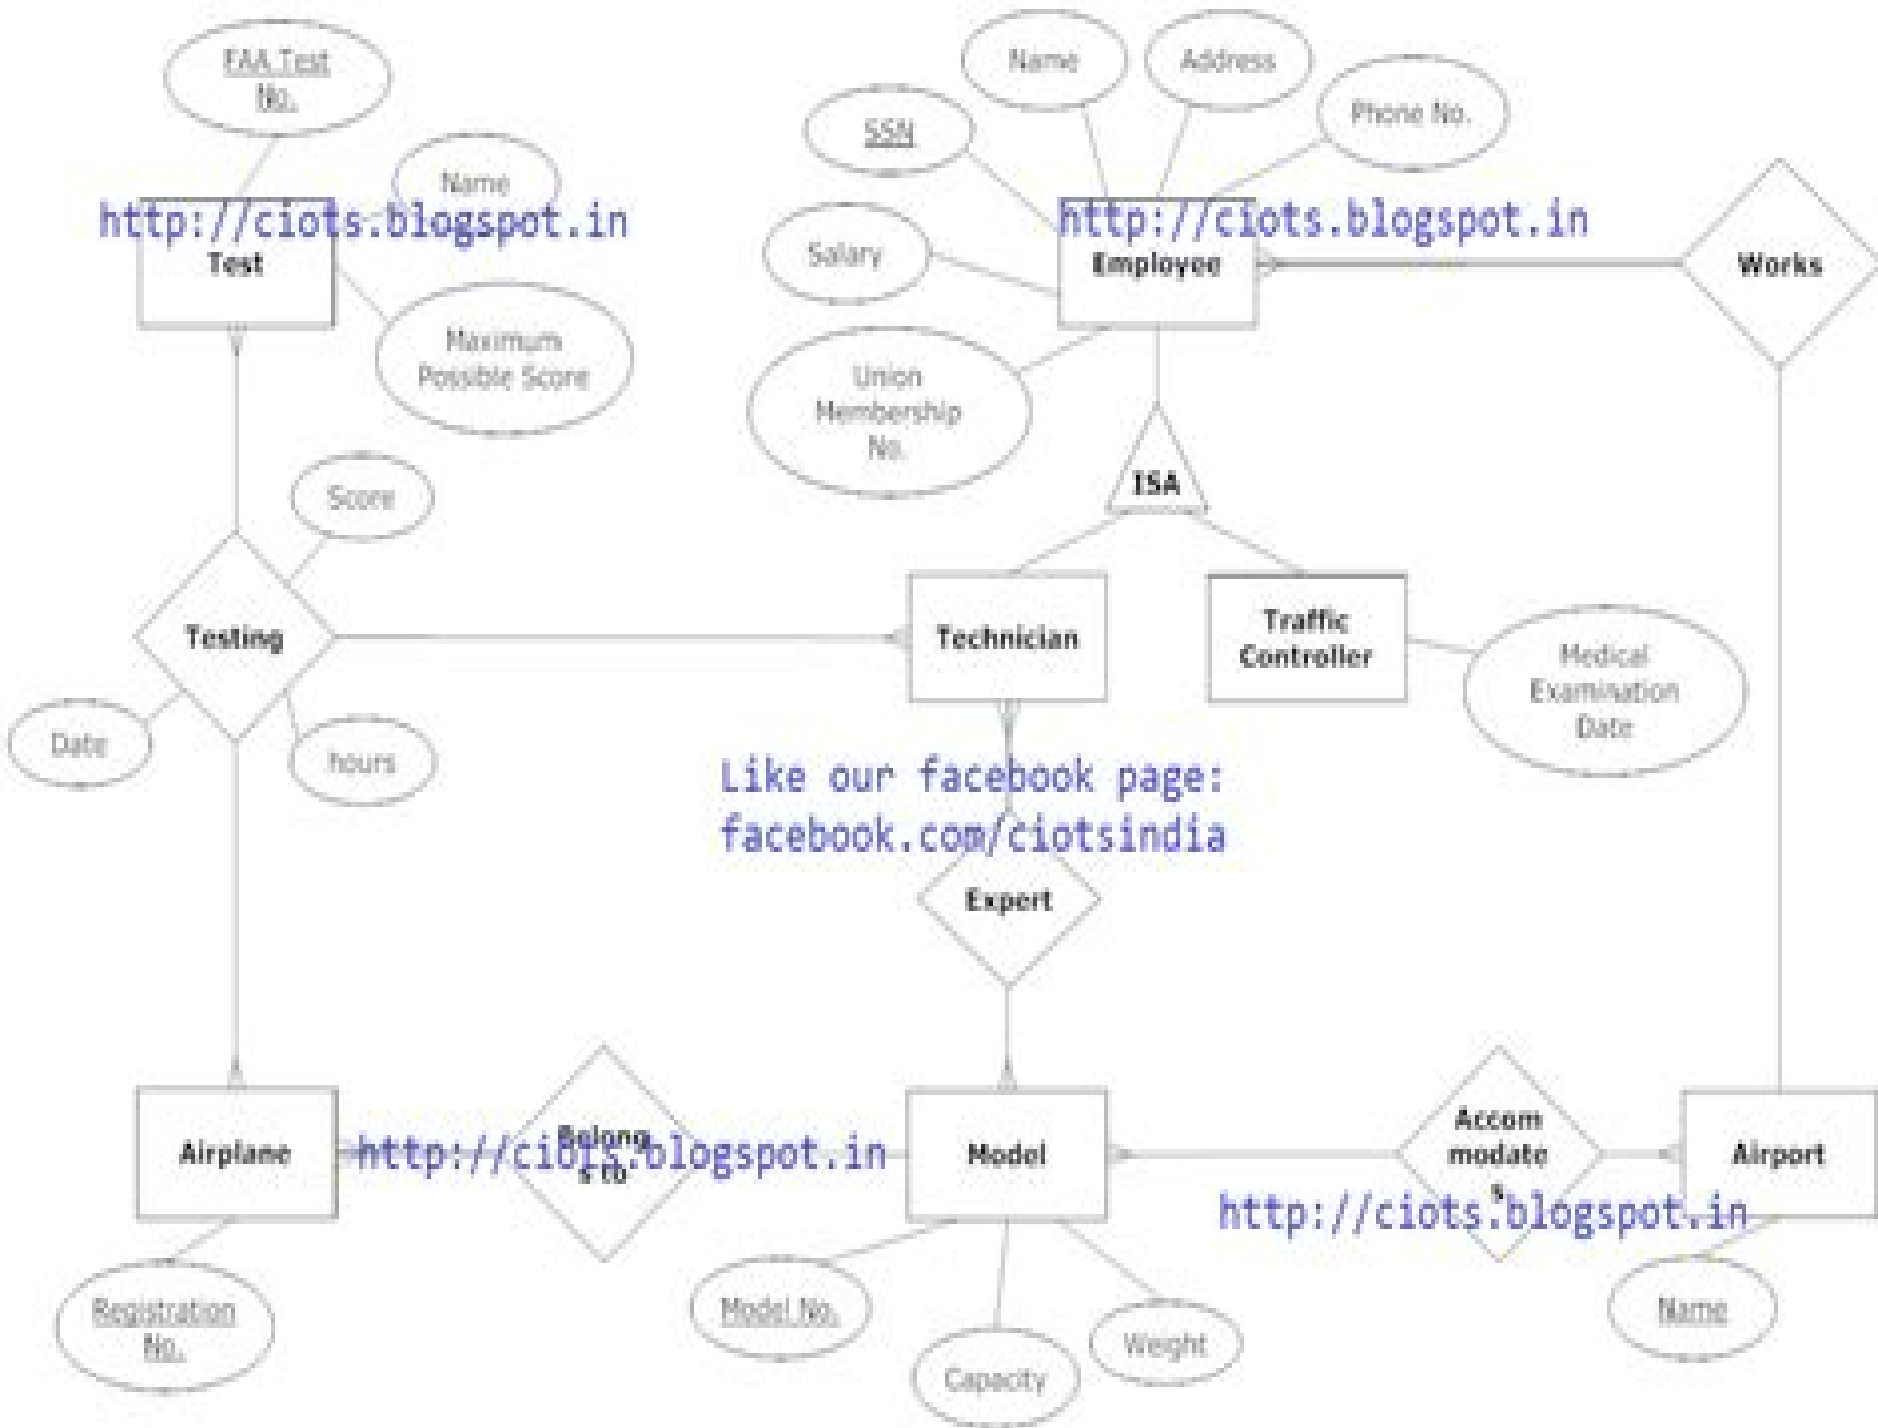 FAA Test
No.
Name
http://ciots.blogspot.in
Test
Maximum
Possible Score
Name
Address
Phone No.
SSN
http://ciots.blogspot.in
Salary
Employee
Works
Union
Membership
No.
ISA
Score
Testing
Technician
Traffic
Controller
Medical
Examination
Date
Date
hours
Like our facebook page:
facebook.com/ciotsindia
Expert
Airplane
Belong
s to
http://ciots.blogspot.in
Model
Accom
modate
s
Airport
http://ciots.blogspot.in
Registration
No.
Model No.
Capacity
Weight
Name